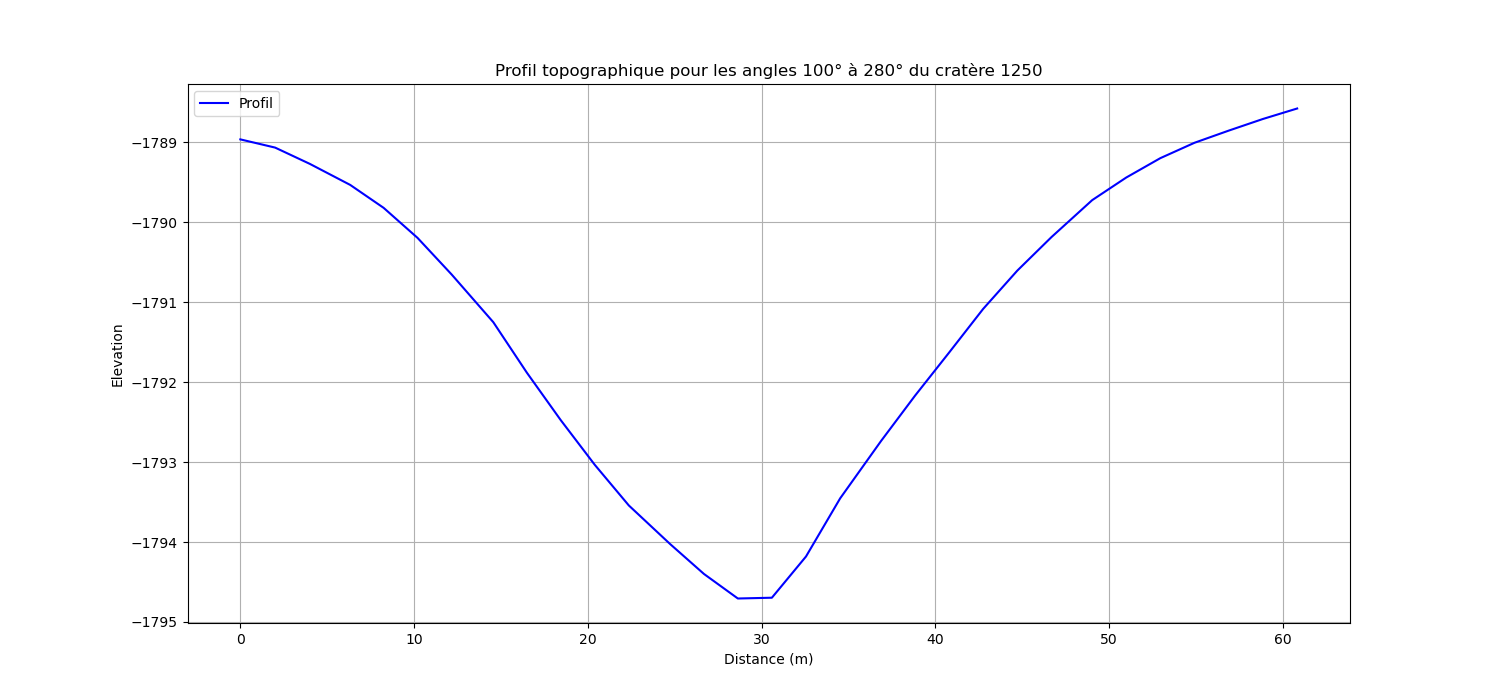 Profil topographique pour les angles 100° à 280° du cratère 1250
Profil
Elevation
−1789
−1790
−1791
−1792
−1793
−1794
−1795
0 10 20 30 40 50 60
Distance (m)